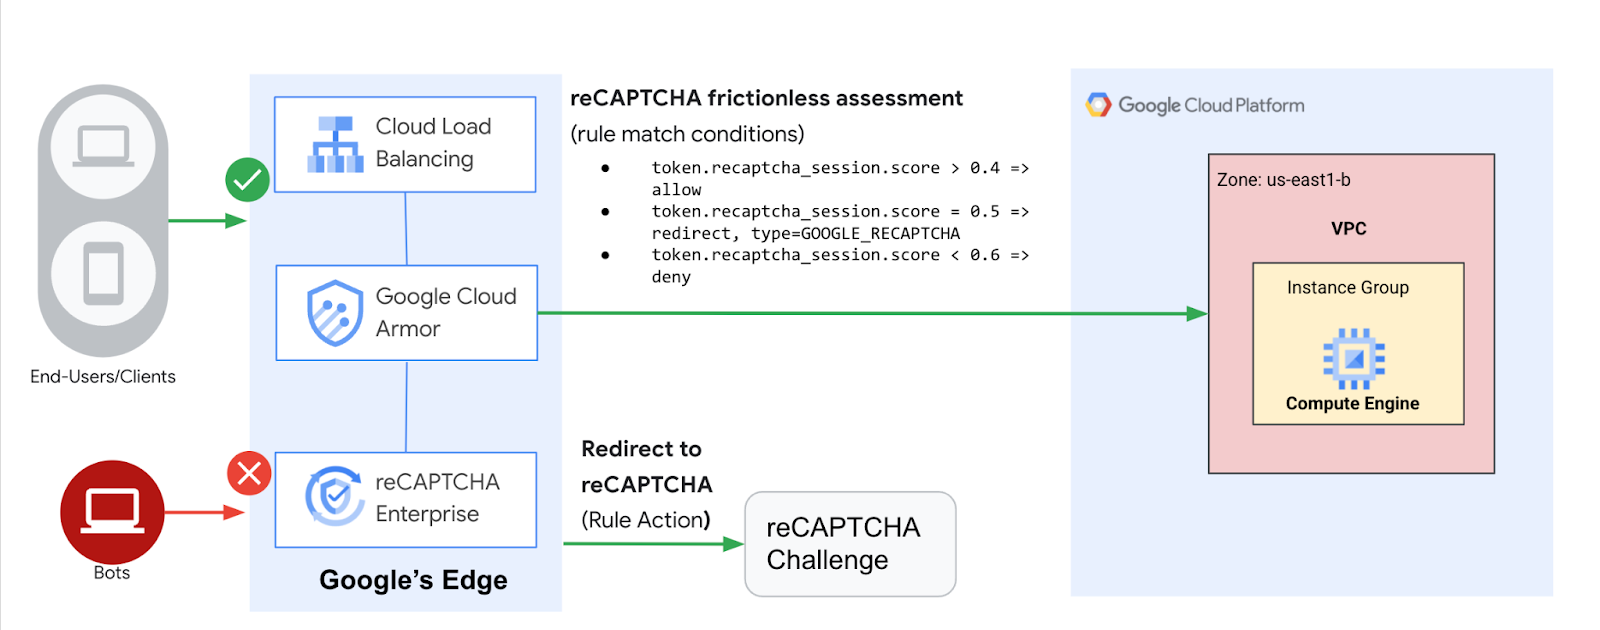 End-Users/Clients
Bots
Cloud Load
Balancing
Google Cloud
Armor
reCAPTCHA
Enterprise
Google’s Edge
reCAPTCHA frictionless assessment
(rule match conditions)
● token.recaptcha_session.score > 0.4 =>
allow
● token.recaptcha_session.score = 0.5 =>
redirect, type=GOOGLE_RECAPTCHA
● token.recaptcha_session.score < 0.6 =>
deny
Redirect to
reCAPTCHA
(Rule Action)
reCAPTCHA
Challenge
Google Cloud Platform
Zone: us-east1-b
VPC
Instance Group
Compute Engine